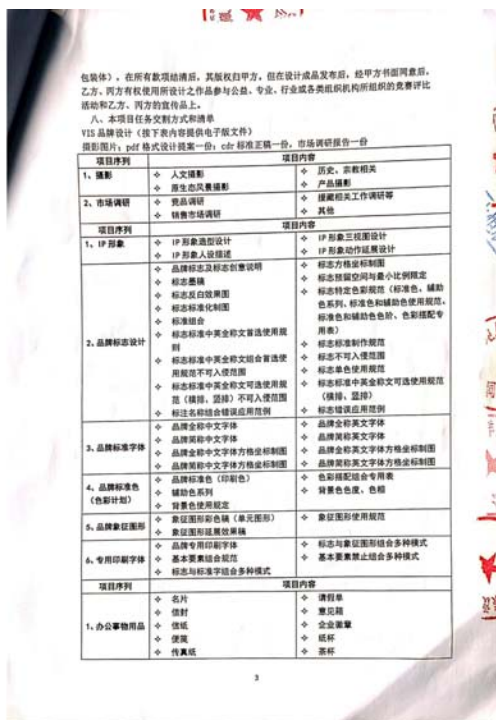 包装体），在所有款项结清后，其版权归甲方，但在设计成品发布后，经甲方书面同意后，
乙方、丙方有权使用所设计之作品参与公益、专业、行业或各类组织机构所组织的竞赛评比
活动和乙方、丙方的宣传品上。
八、本项目任务交割方式和清单
VIS 品牌设计（按下表内容提供电子版文件）
摄影图片；pdf 格式设计提案一份；cdr 标准正稿一份，市场调研报告一份
项目序列 项目内容
1、摄影
❖ 人文摄影
❖ 原生态风景摄影
❖ 历史、宗教相关
❖ 产品摄影
2、市场调研
❖ 竞品调研
❖ 销售市场调研
❖ 馆藏相关工作调研等
❖ 其他
项目序列 项目内容
1、IP 形象
❖ IP 形象造型设计
❖ IP 形象人设描述
❖ IP 形象三视图设计
❖ IP 形象动作延展设计
2、品牌标志设计
❖ 品牌标志及标志创意说明
❖ 标志墨稿
❖ 标志反白效果图
❖ 标志标准化制图
❖ 标准组合
❖ 标志标准中英全称文首选使用规
则
❖ 标志标准中英全称文组合首选使
用规范不可入侵范围
❖ 标志标准中英全称文可选使用规
范（横排、竖排）不可入侵范围
❖ 标注名称组合错误应用范例
❖ 标志方格坐标制图
❖ 标志预留空间与最小比例限定
❖ 标志特定色彩规范（标准色、辅助
色系列、标准色和辅助色使用规范、
标准色和辅助色色阶、色彩搭配专
用表）
❖ 标志标准制作规范
❖ 标志不可入侵范围
❖ 标志单色使用规范
❖ 标志标准中英全称文可选使用规范
（横排、竖排）
❖ 标志错误应用范例
3、品牌标准字体
❖ 品牌全称中文字体
❖ 品牌简称中文字体
❖ 品牌全称中文字体方格坐标制图
❖ 品牌简称中文字体方格坐标制图
❖ 品牌全称英文字体
❖ 品牌简称英文字体
❖ 品牌全称英文字体方格坐标制图
❖ 品牌简称英文字体方格坐标制图
4、品牌标准色
（色彩计划）
❖ 品牌标准色（印刷色）
❖ 辅助色系列
❖ 背景色使用规定
❖ 色彩搭配组合专用表
❖ 背景色色度、色相
5、品牌象征图形
❖ 象征图形彩色稿（单元图形）
❖ 象征图形延展效果稿
❖ 象征图形使用规范
6、专用印刷字体
❖ 品牌专用印刷字体
❖ 基本要素组合规范
❖ 标志与标准字组合多种模式
❖ 标志与象征图形组合多种模式
❖ 基本要素禁止组合多种模式
项目序列 项目内容
1、办公事物用品
❖ 名片
❖ 信封
❖ 信纸
❖ 便笺
❖ 传真纸
❖ 请假单
❖ 意见箱
❖ 企业徽章
❖ 纸杯
❖ 茶杯
3